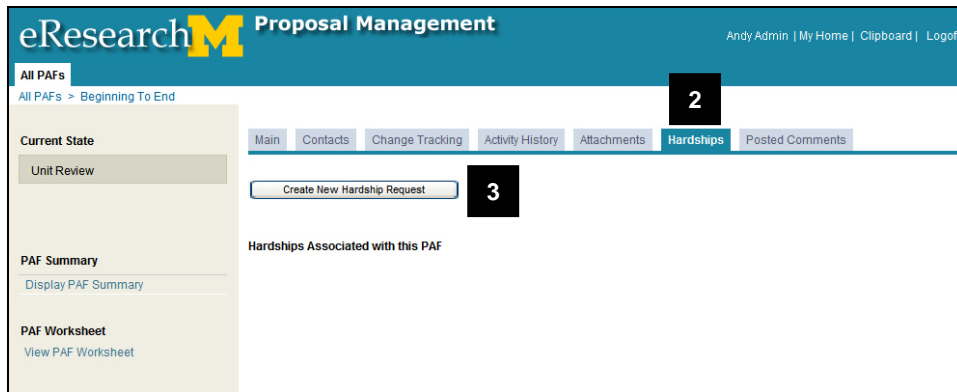 eResearch M Proposal Management
Andy Admin | My Home | Clipboard | Logof
All PAFs
All PAFs > Beginning To End
2
Current State
Main Contacts Change Tracking Activity History Attachments Hardships Posted Comments
Unit Review
Create New Hardship Request 3
Hardships Associated with this PAF
PAF Summary
Display PAF Summary
PAF Worksheet
View PAF Worksheet